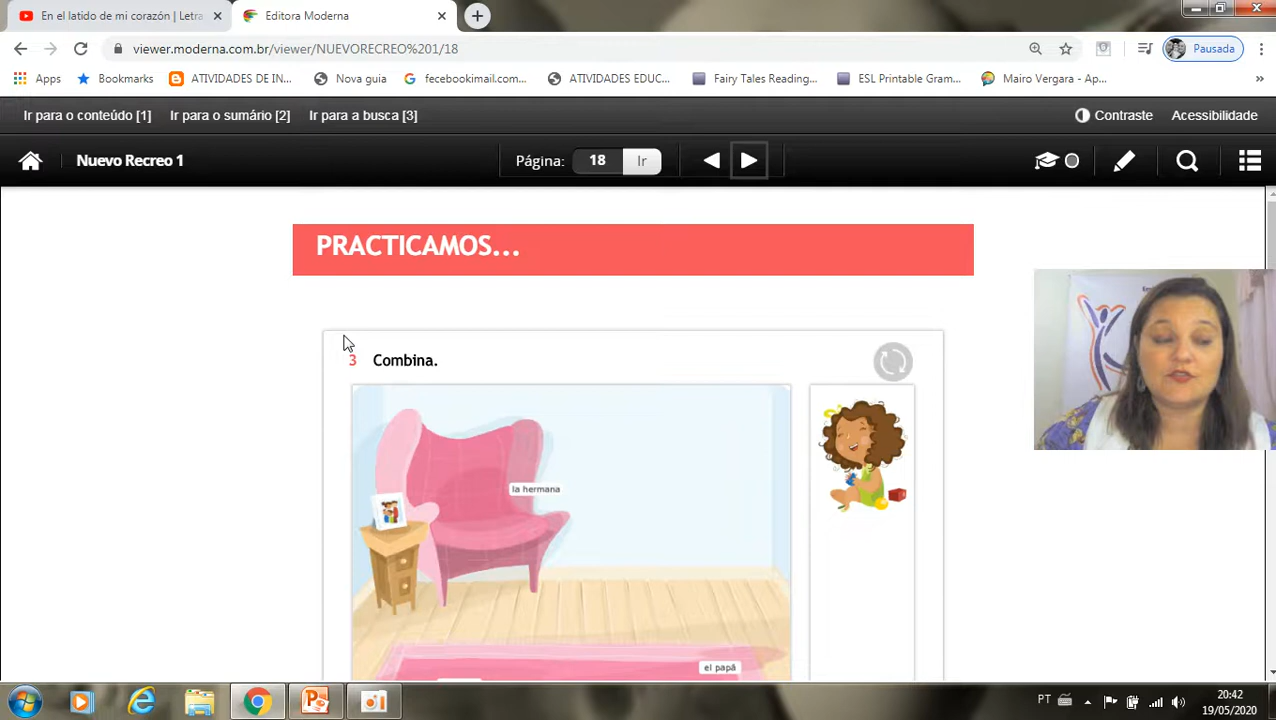 En el latido de mi corazón | Letra
Editora Moderna
viewer.moderna.com.br/viewer/NUEVORECREO%201/18
Pausada
Apps
Bookmarks
ATIVIDADES DE IN...
Nova guia
fecebookimail.com...
ATIVIDADES EDUC...
Fairy Tales Reading...
ESL Printable Gram...
Mairo Vergara - Ap...
»
Ir para o conteúdo [1]
Ir para o sumário [2]
Ir para a busca [3]
Contraste
Acessibilidade
Nuevo Recreo 1
Página:
18
Ir
PRACTICAMOS...
3 Combina.
la hermana
el papá
PT
20:42
19/05/2020